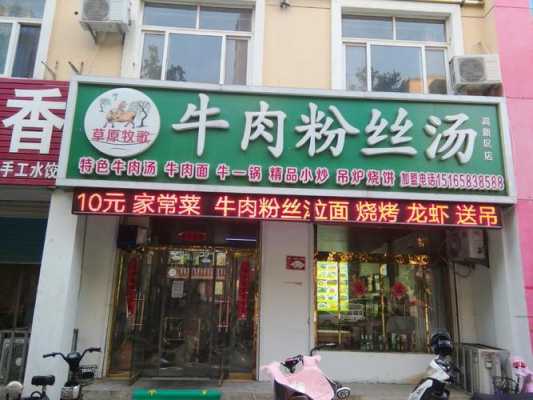 香
手工水饺
草原牧歌
牛肉粉丝汤
高新区店
特色牛肉汤 牛肉面 牛一锅 精品小炒 吊炉烧饼 加盟电话15165838588
10元 家常菜 牛肉粉丝拉面 烧烤 龙虾 送吊